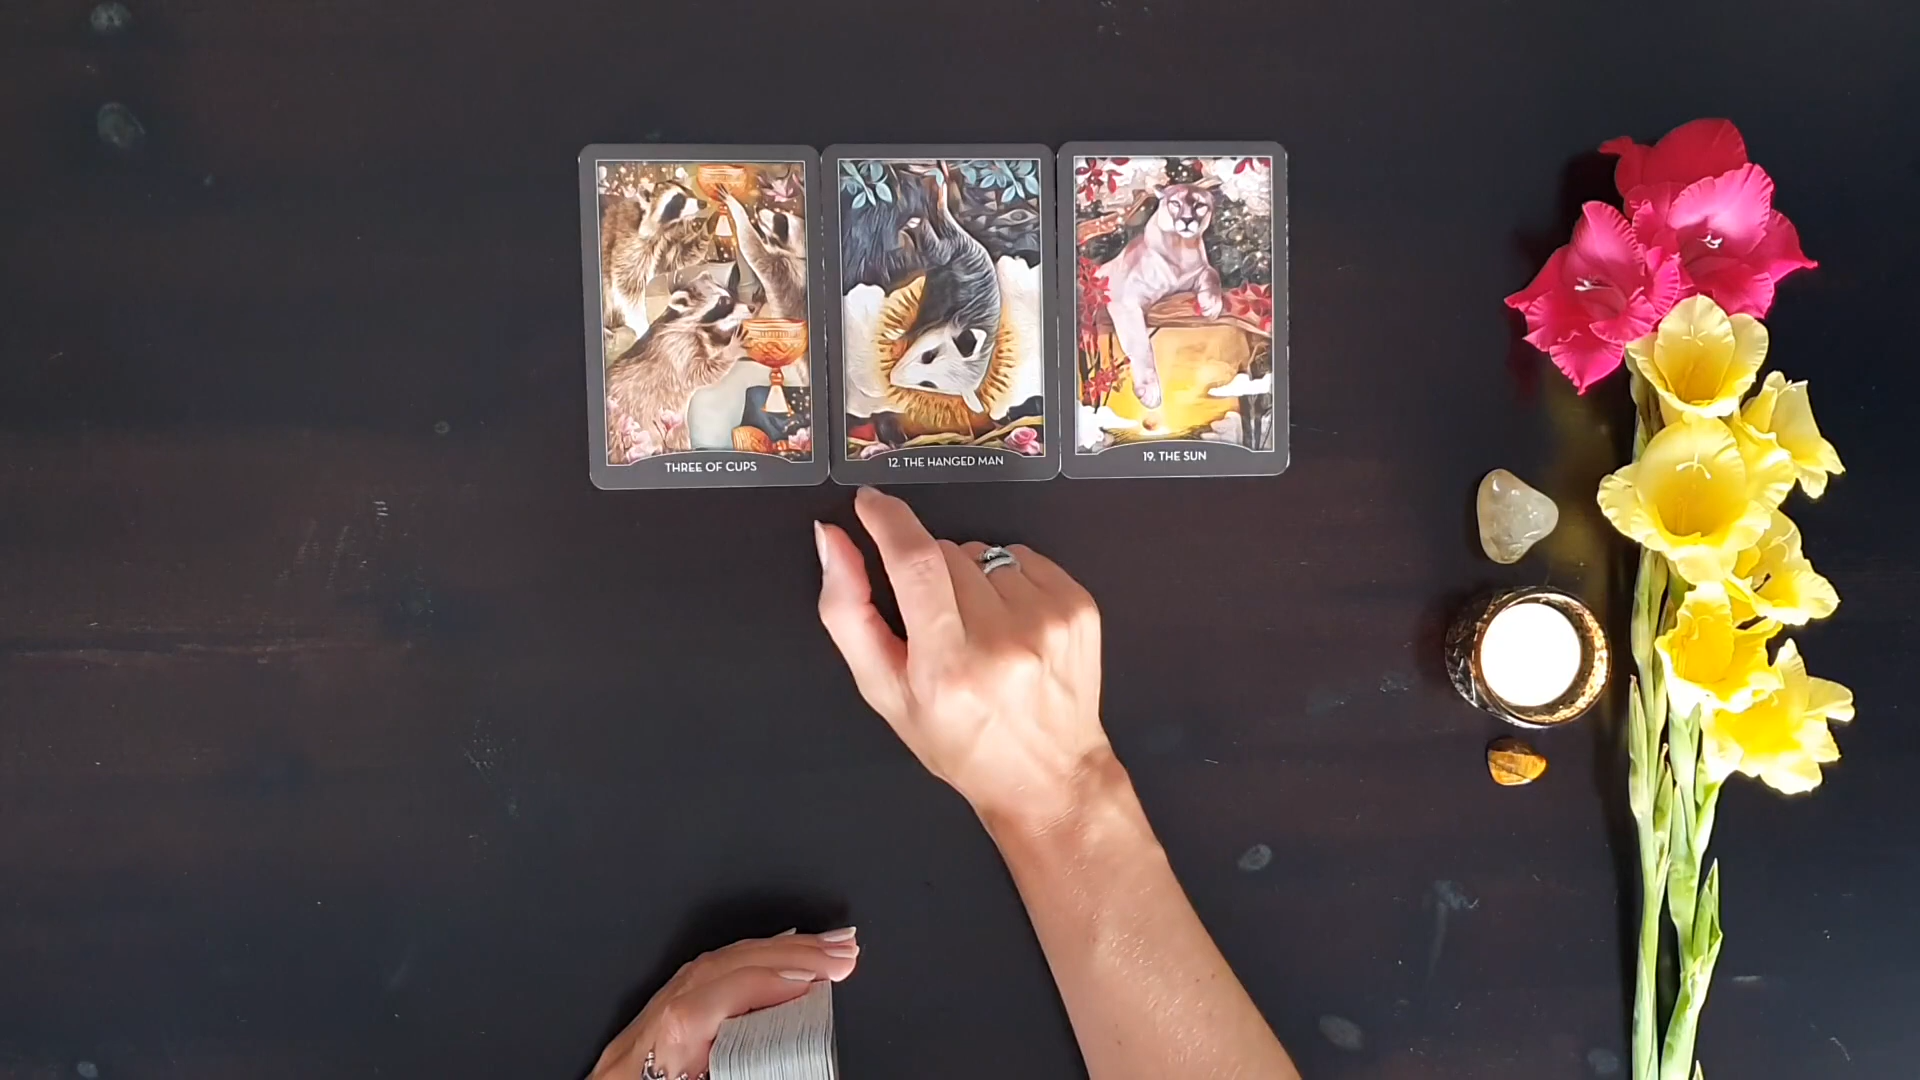 THREE OF CUPS
12. THE HANGED MAN
19. THE SUN